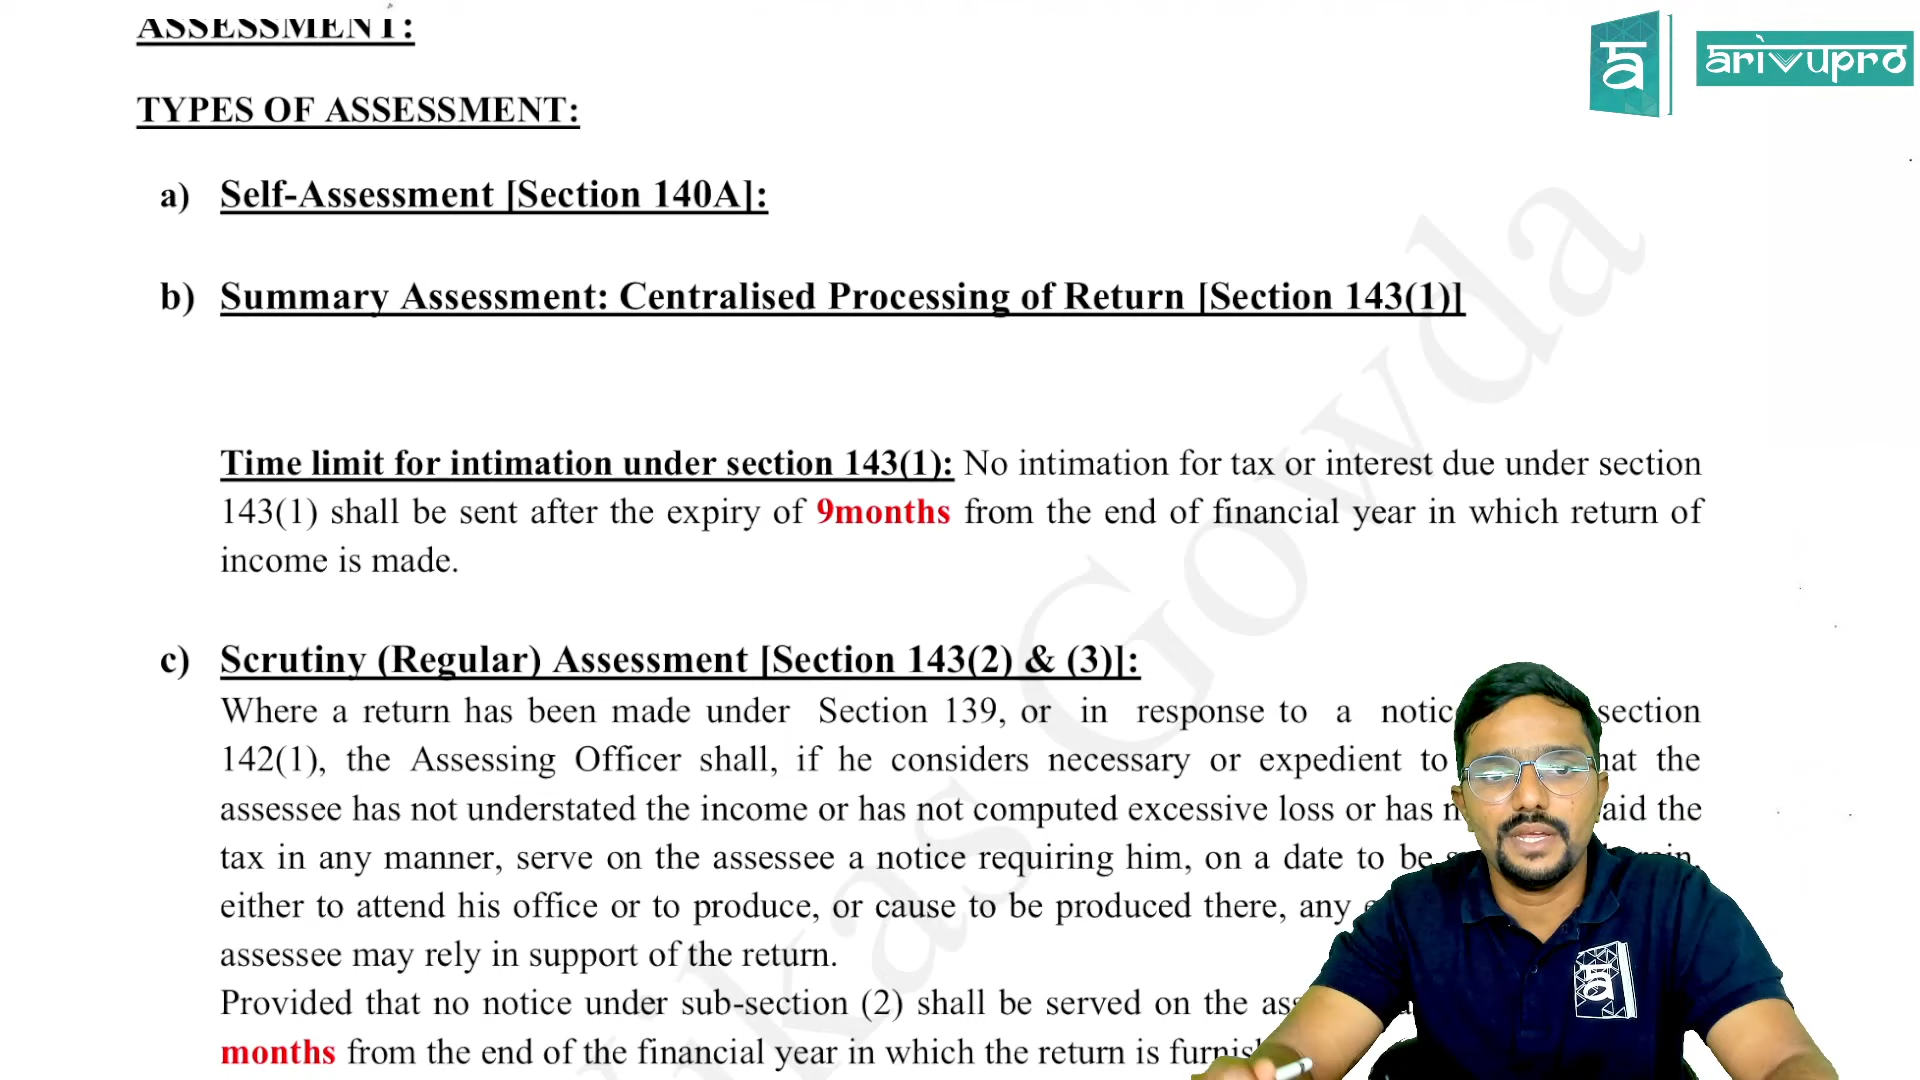 ASSESSMENT:
arivupro
TYPES OF ASSESSMENT:
a) Self-Assessment [Section 140A]:
b) Summary Assessment: Centralised Processing of Return [Section 143(1)]
Time limit for intimation under section 143(1): No intimation for tax or interest due under section
143(1) shall be sent after the expiry of 9months from the end of financial year in which return of
income is made.
c) Scrutiny (Regular) Assessment [Section 143(2) & (3)]:
Where a return has been made under Section 139, or in response to a section
142(1), the Assessing Officer shall, if he considers necessary or expedient to the
assessee has not understated the income or has not computed excessive loss or has the
tax in any manner, serve on the assessee a notice requiring him, on a date to be
either to attend his office or to produce, or cause to be produced there, any
assessee may rely in support of the return.
Provided that no notice under sub-section (2) shall be served on the
months from the end of the financial year in which the return is
Gowda